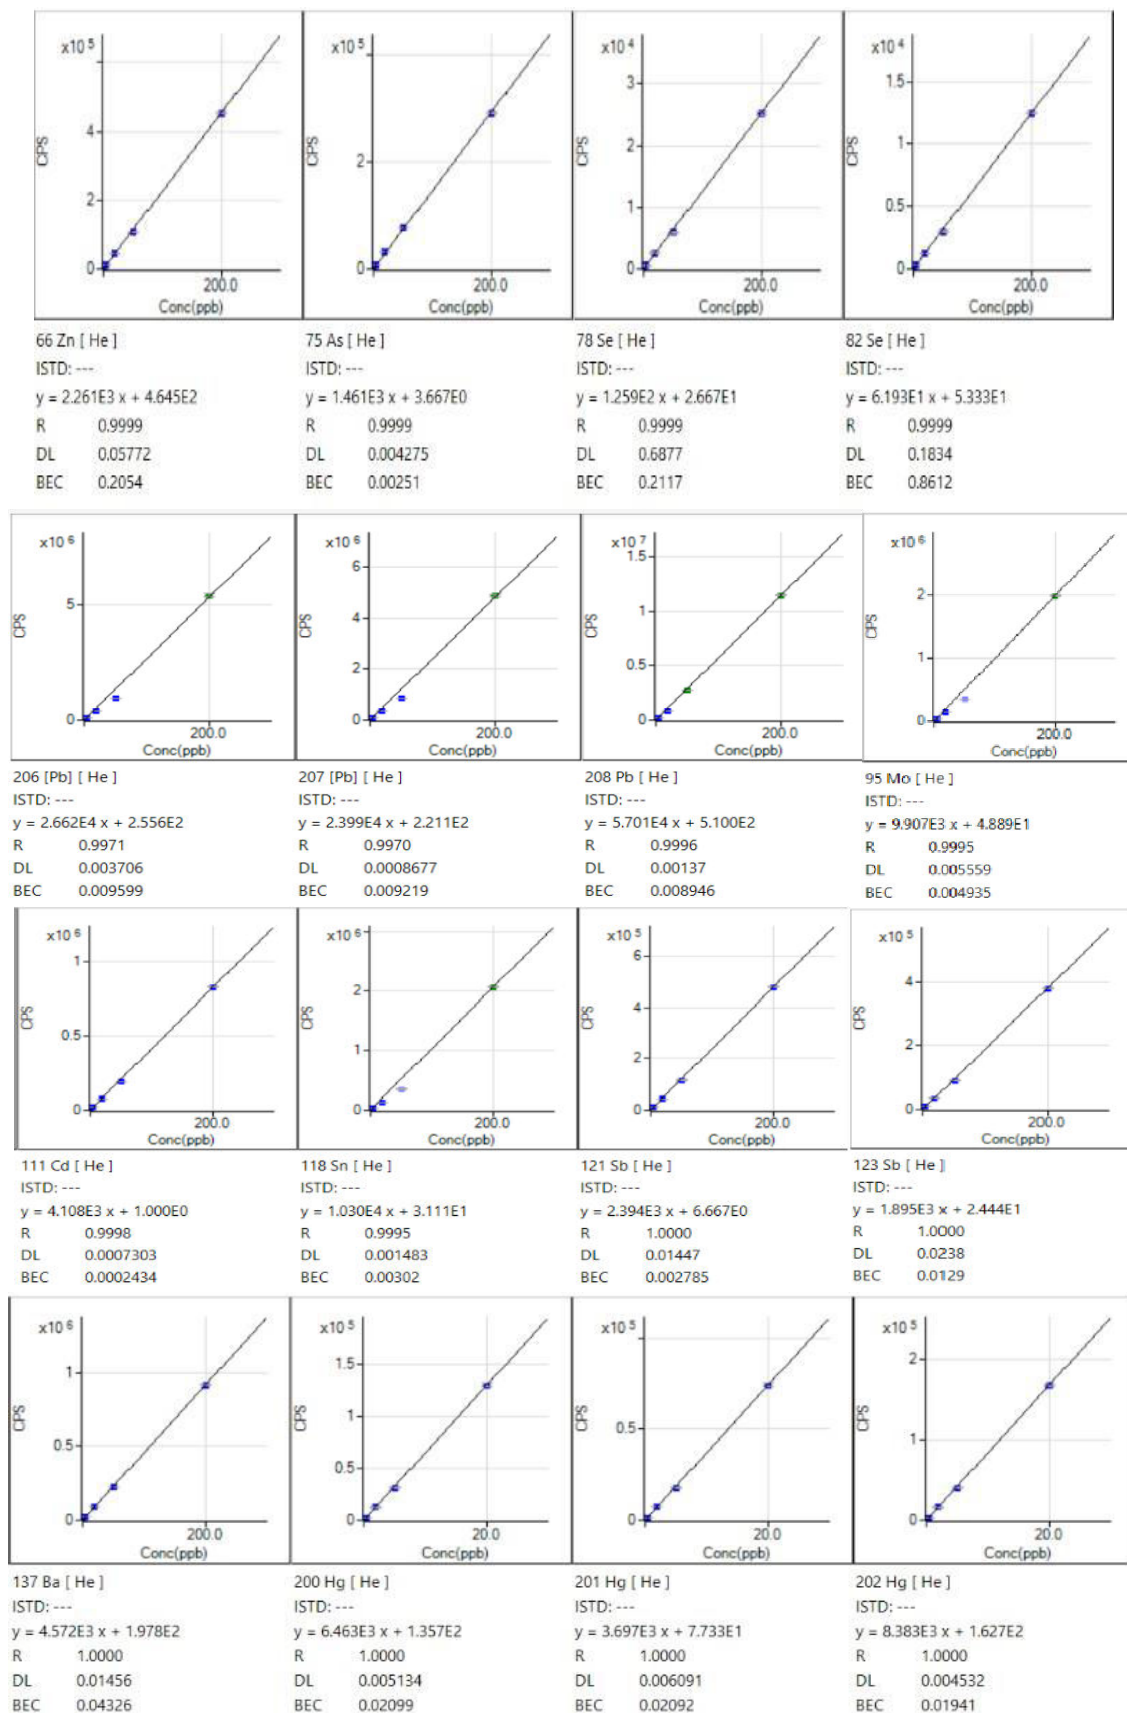 x10 5
4
2
0
CPS
200.0
Conc(ppb)
66 Zn [ He ]
ISTD: ---
y = 2.261E3 x + 4.645E2
R 0.9999
DL 0.05772
BEC 0.2054
x10 5
2
0
CPS
200.0
Conc(ppb)
75 As [ He ]
ISTD: ---
y = 1.461E3 x + 3.667E0
R 0.9999
DL 0.004275
BEC 0.00251
x10 4
3
2
1
0
CPS
200.0
Conc(ppb)
78 Se [ He ]
ISTD: ---
y = 1.259E2 x + 2.667E1
R 0.9999
DL 0.6877
BEC 0.2117
x10 4
1.5
1
0.5
0
CPS
200.0
Conc(ppb)
82 Se [ He ]
ISTD: ---
y = 6.193E1 x + 5.333E1
R 0.9999
DL 0.1834
BEC 0.8612
x10 6
5
0
CPS
200.0
Conc(ppb)
206 [Pb] [ He ]
ISTD: ---
y = 2.662E4 x + 2.556E2
R 0.9971
DL 0.003706
BEC 0.009599
x10 6
6
4
2
0
CPS
200.0
Conc(ppb)
207 [Pb] [ He ]
ISTD: ---
y = 2.399E4 x + 2.211E2
R 0.9970
DL 0.0008677
BEC 0.009219
x10 7
1.5
1
0.5
0
CPS
200.0
Conc(ppb)
208 Pb [ He ]
ISTD: ---
y = 5.701E4 x + 5.100E2
R 0.9996
DL 0.00137
BEC 0.008946
x10 6
2
1
0
CPS
200.0
Conc(ppb)
95 Mo [ He ]
ISTD: ---
y = 9.907E3 x + 4.889E1
R 0.9995
DL 0.005559
BEC 0.004935
x10 6
1
0.5
0
CPS
200.0
Conc(ppb)
111 Cd [ He ]
ISTD: ---
y = 4.108E3 x + 1.000E0
R 0.9998
DL 0.0007303
BEC 0.0002434
x10 6
2
1
0
CPS
200.0
Conc(ppb)
118 Sn [ He ]
ISTD: ---
y = 1.030E4 x + 3.111E1
R 0.9995
DL 0.001483
BEC 0.00302
x10 5
6
4
2
0
CPS
200.0
Conc(ppb)
121 Sb [ He ]
ISTD: ---
y = 2.394E3 x + 6.667E0
R 1.0000
DL 0.01447
BEC 0.002785
x10 5
4
2
0
CPS
200.0
Conc(ppb)
123 Sb [ He ]
ISTD: ---
y = 1.895E3 x + 2.444E1
R 1.0000
DL 0.0238
BEC 0.0129
x10 6
1
0.5
0
CPS
200.0
Conc(ppb)
137 Ba [ He ]
ISTD: ---
y = 4.572E3 x + 1.978E2
R 1.0000
DL 0.01456
BEC 0.04326
x10 5
1.5
1
0.5
0
CPS
20.0
Conc(ppb)
200 Hg [ He ]
ISTD: ---
y = 6.463E3 x + 1.357E2
R 1.0000
DL 0.005134
BEC 0.02099
x10 5
0.5
0
CPS
20.0
Conc(ppb)
201 Hg [ He ]
ISTD: ---
y = 3.697E3 x + 7.733E1
R 1.0000
DL 0.006091
BEC 0.02092
x10 5
2
1
0
CPS
20.0
Conc(ppb)
202 Hg [ He ]
ISTD: ---
y = 8.383E3 x + 1.627E2
R 1.0000
DL 0.004532
BEC 0.01941